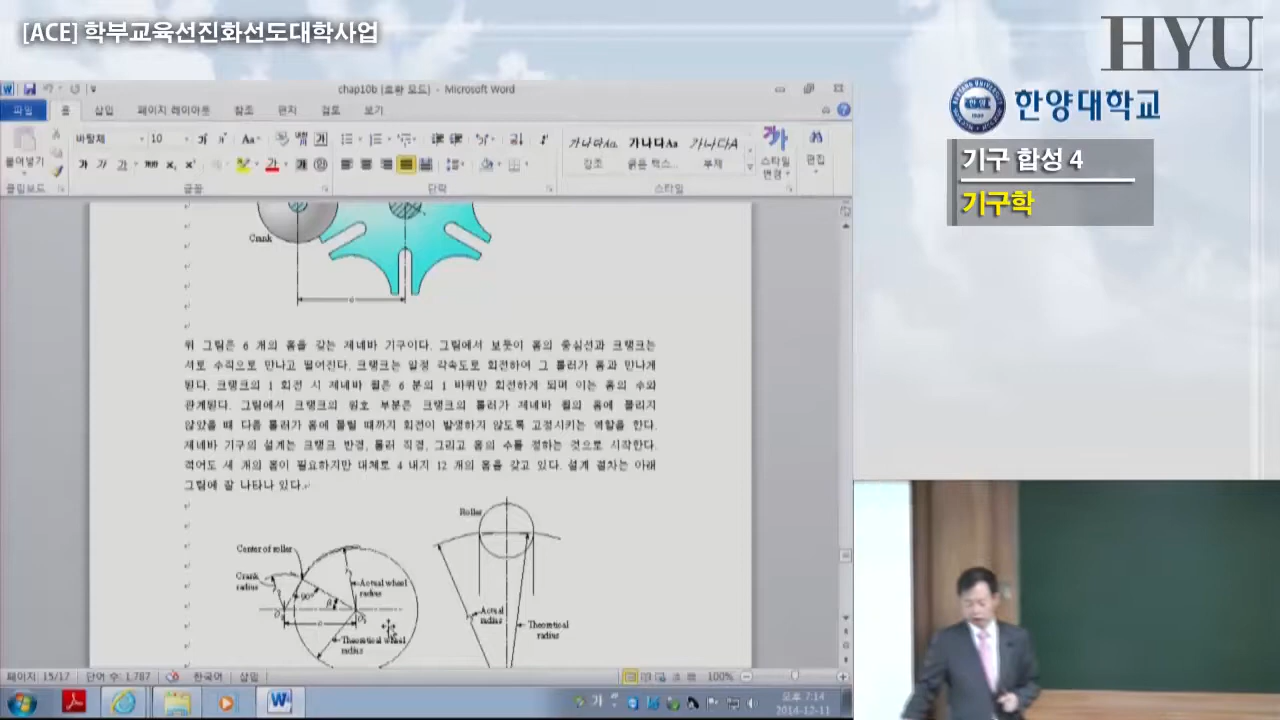 [ACE] 학부교육선진화선도대학사업
HYU
한양대학교
기구 합성 4
기구학
chap10b [호환 모드] - Microsoft Word
파일 홈 삽입 페이지 레이아웃 참조 편지 검토 보기
바탕체 10
붙여넣기
가나다Aa 가나다Aa 가나다A
강조 굵은 텍스... 부제
스타일 변경
편집
클립보드 글꼴 단락 스타일
Crank
위 그림은 6 개의 홈을 갖는 제네바 기구이다. 그림에서 보듯이 홈의 중심선과 크랭크는
서로 수직으로 만나고 떨어진다. 크랭크는 일정 각속도로 회전하여 그 롤러가 홈과 만나게
된다. 크랭크의 1 회전 시 제네바 휠은 6 분의 1 바퀴만 회전하게 되며 이는 홈의 수와
관계된다. 그림에서 크랭크의 원호 부분은 크랭크의 롤러가 제네바 휠의 홈에 물리지
않았을 때 다음 롤러가 홈에 물릴 때까지 회전이 발생하지 않도록 고정시키는 역할을 한다.
제네바 기구의 설계는 크랭크 반경, 롤러 직경, 그리고 홈의 수를 정하는 것으로 시작한다.
적어도 세 개의 홈이 필요하지만 대체로 4 내지 12 개의 홈을 갖고 있다. 설계 절차는 아래
그림에 잘 나타나 있다.
Roller
Center of roller
Crank radius
90°
β
Actual wheel radius
Theoretical wheel radius
Actual radius
Theoretical radius
페이지: 15/17 단어 수: 1,787 한국어 삽입 100%
오후 7:14
2014-12-11